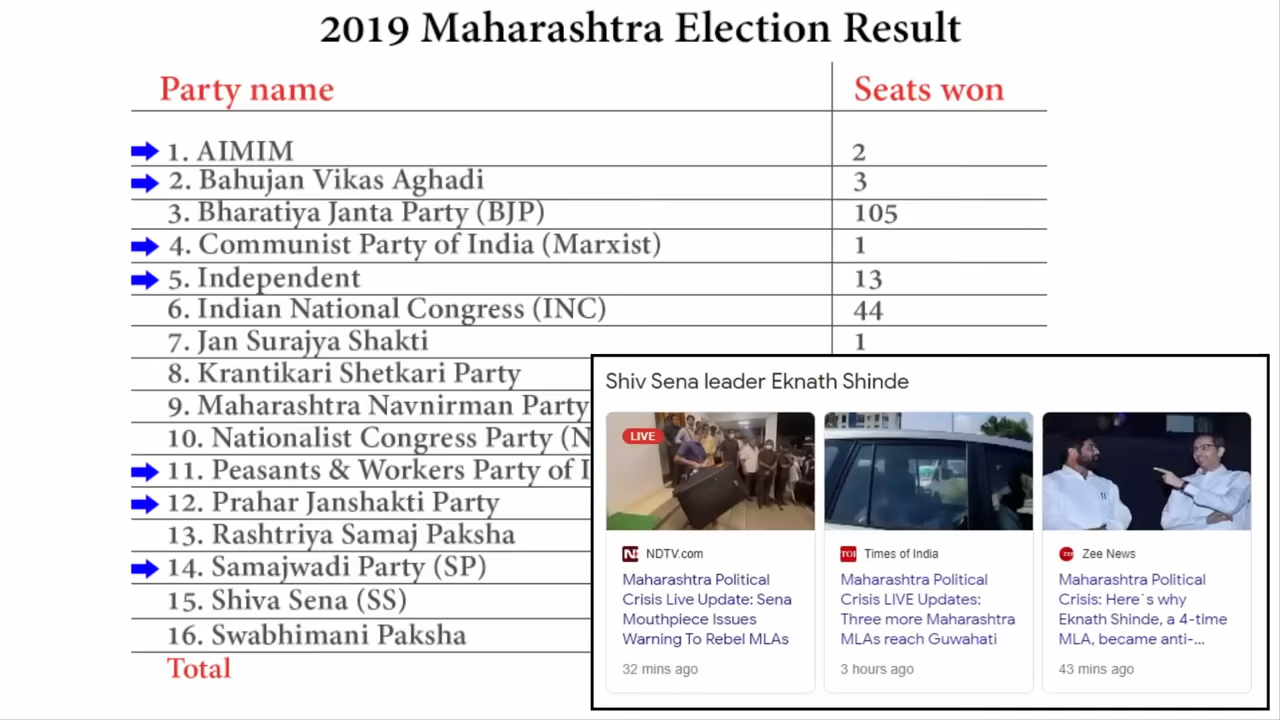 2019 Maharashtra Election Result
Party name Seats won
1. AIMIM 2
2. Bahujan Vikas Aghadi 3
3. Bharatiya Janta Party (BJP) 105
4. Communist Party of India (Marxist) 1
5. Independent 13
6. Indian National Congress (INC) 44
7. Jan Surajya Shakti 1
8. Krantikari Shetkari Party
9. Maharashtra Navnirman Party
10. Nationalist Congress Party (N
11. Peasants & Workers Party of I
12. Prahar Janshakti Party
13. Rashtriya Samaj Paksha
14. Samajwadi Party (SP)
15. Shiva Sena (SS)
16. Swabhimani Paksha
Total
Shiv Sena leader Eknath Shinde
LIVE
NDTV.com
Maharashtra Political
Crisis Live Update: Sena
Mouthpiece Issues
Warning To Rebel MLAs
32 mins ago
TOI Times of India
Maharashtra Political
Crisis LIVE Updates:
Three more Maharashtra
MLAs reach Guwahati
3 hours ago
Zee News
Maharashtra Political
Crisis: Here`s why
Eknath Shinde, a 4-time
MLA, became anti-...
43 mins ago